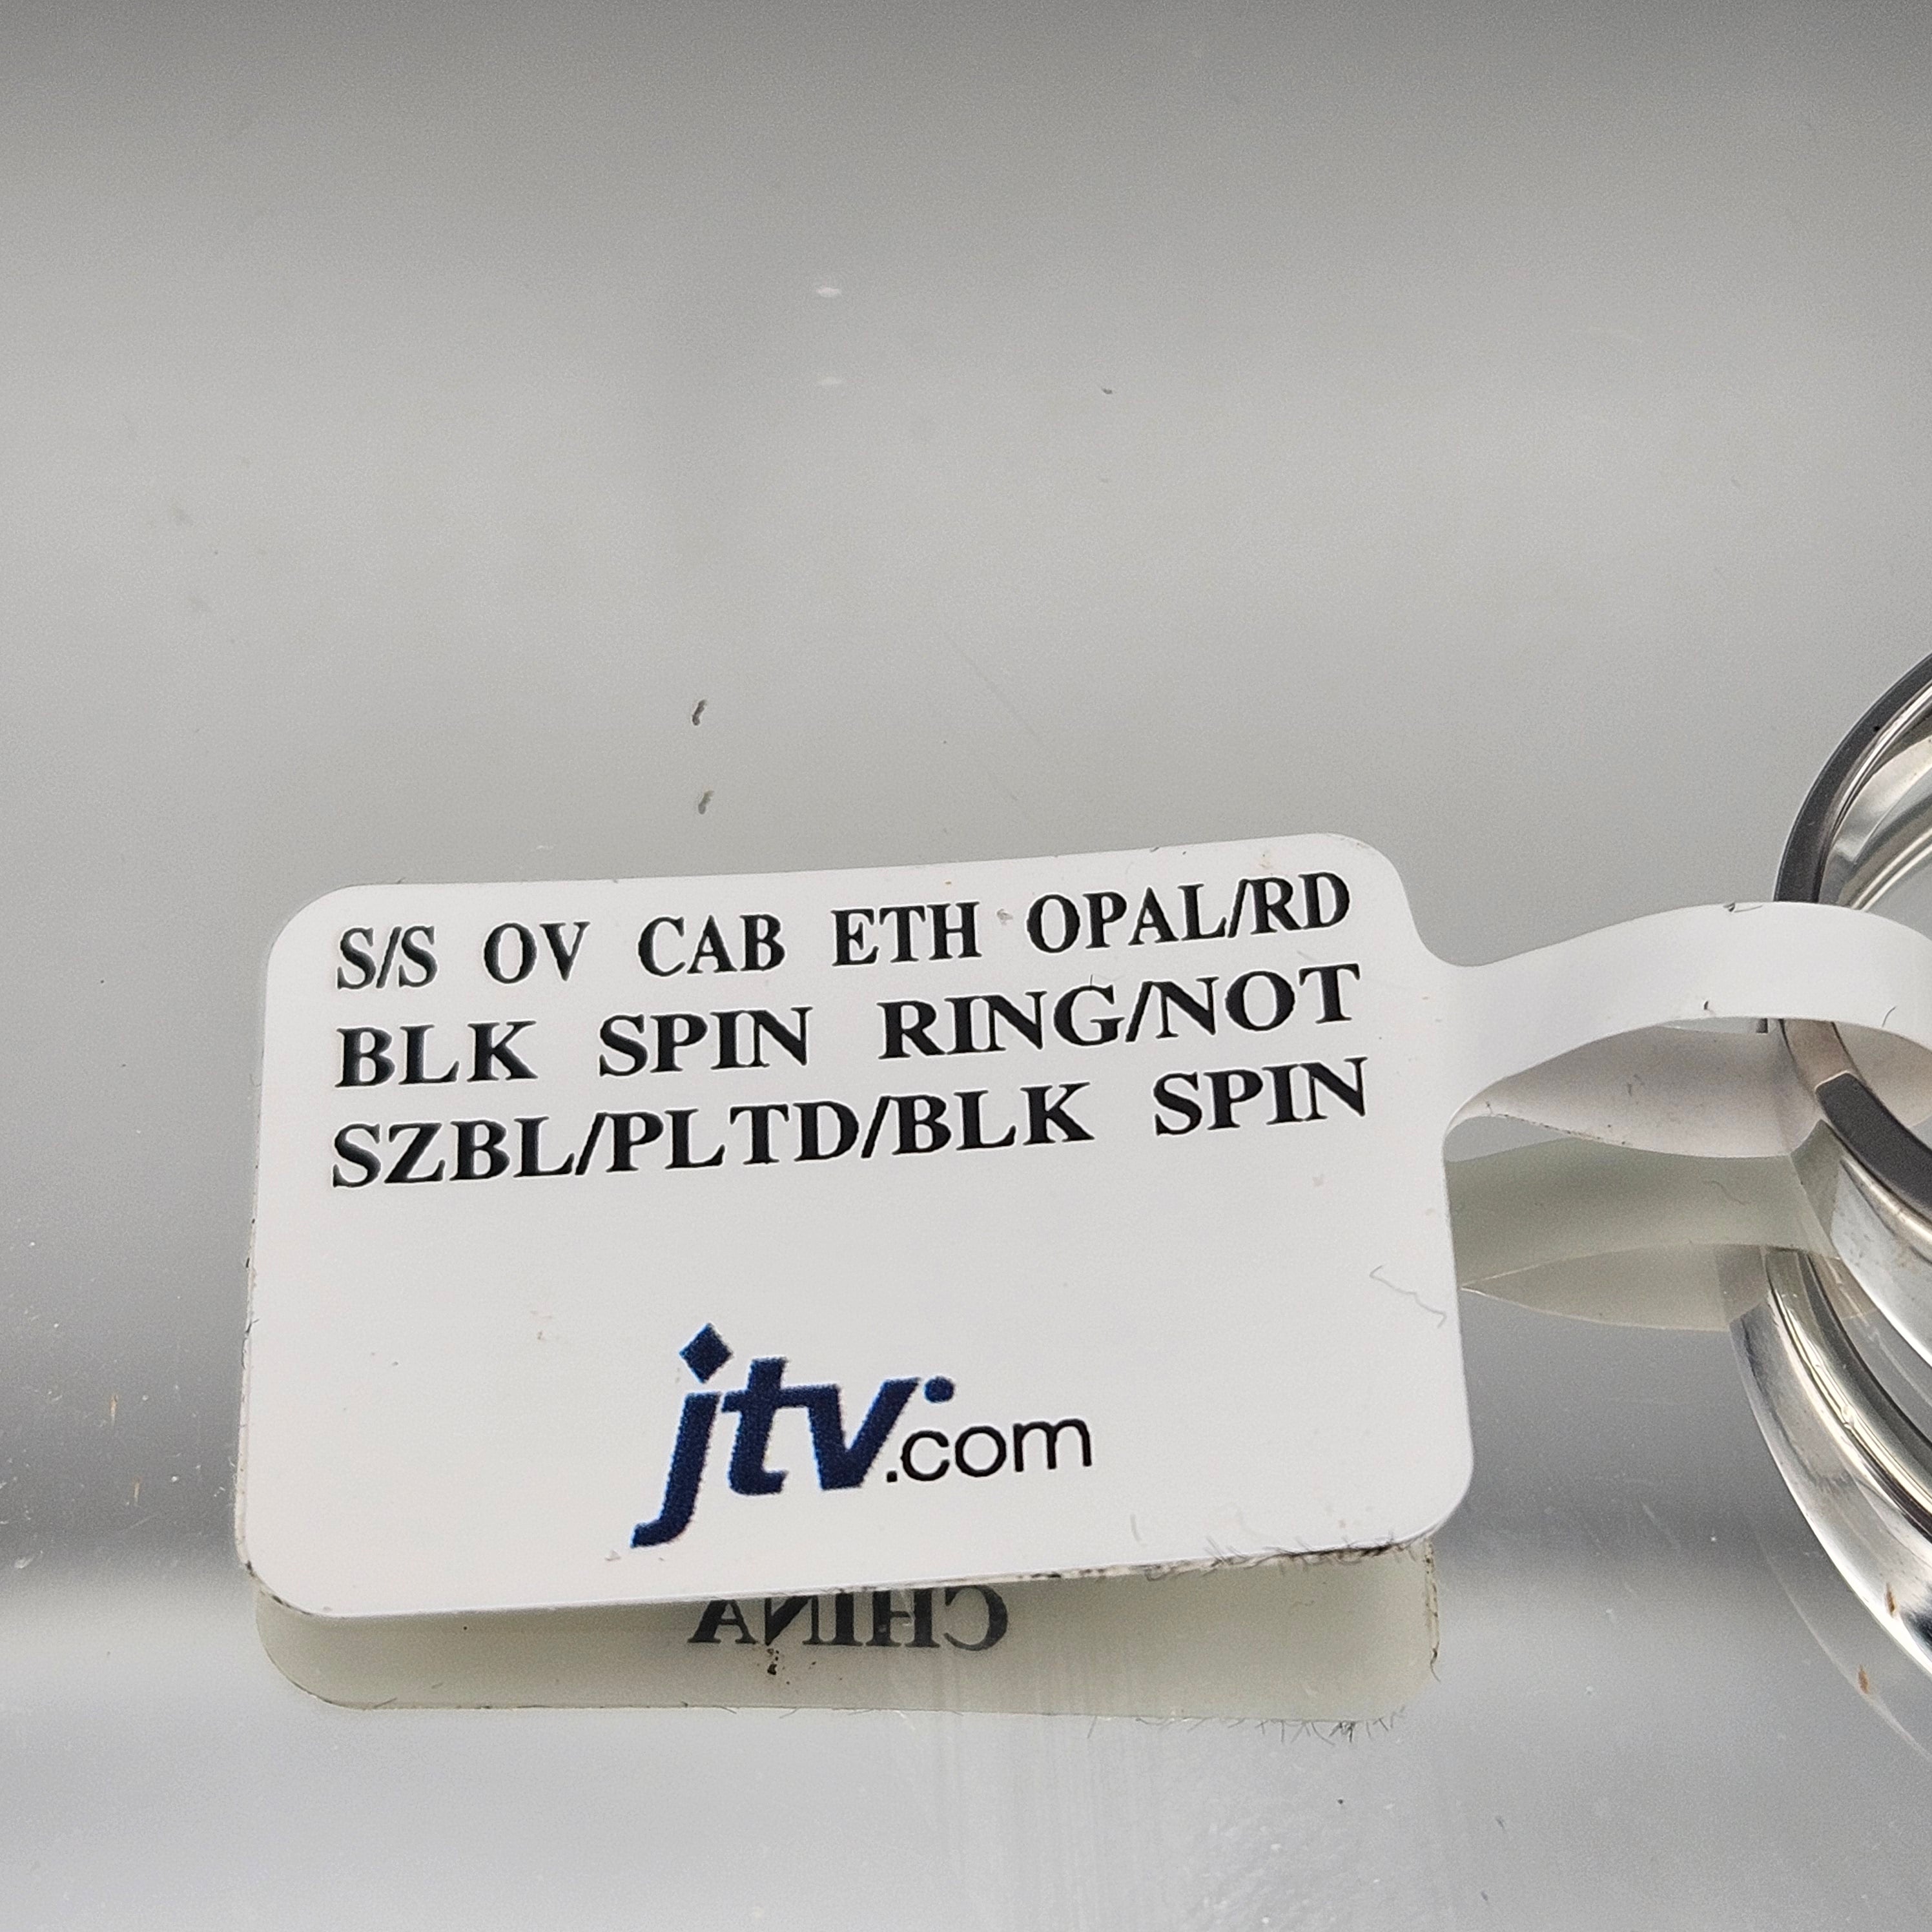 S/S OV CAB ETH OPAL/RD
BLK SPIN RING/NOT
SZBL/PLTD/BLK SPIN
jtv.com
CHINA